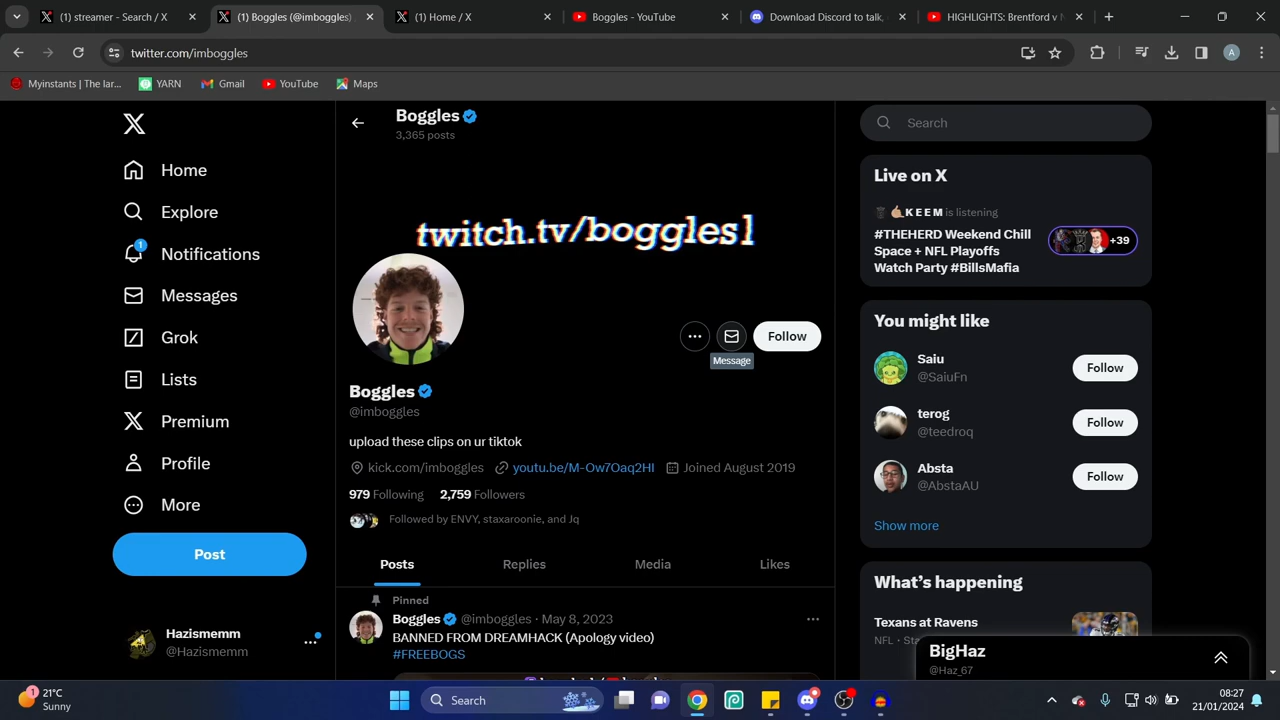 (1) streamer - Search / X
(1) Boggles (@imboggles)
(1) Home / X
Boggles - YouTube
Download Discord to talk,
HIGHLIGHTS: Brentford v N
twitter.com/imboggles
A
Myinstants | The lar...
YARN
Gmail
YouTube
Maps
Boggles
3,365 posts
Search
Home
Explore
1
Notifications
Messages
Grok
Lists
Premium
Profile
More
Post
Hazismemm
@Hazismemm
twitch.tv/boggles1
Follow
Message
Boggles
@imboggles
upload these clips on ur tiktok
kick.com/imboggles
youtu.be/M-Ow7Oaq2HI
Joined August 2019
979 Following
2,759 Followers
Followed by ENVY, staxaroonie, and Jq
Posts
Replies
Media
Likes
Pinned
Boggles @imboggles · May 8, 2023
BANNED FROM DREAMHACK (Apology video)
#FREEBOGS
Live on X
K E E M is listening
#THEHERD Weekend Chill
Space + NFL Playoffs
Watch Party #BillsMafia
+39
You might like
Saiu
@SaiuFn
Follow
terog
@teedroq
Follow
Absta
@AbstaAU
Follow
Show more
What's happening
Texans at Ravens
NFL · Sta
BigHaz
@Haz_67
1
21°C
Sunny
Search
08:27
21/01/2024